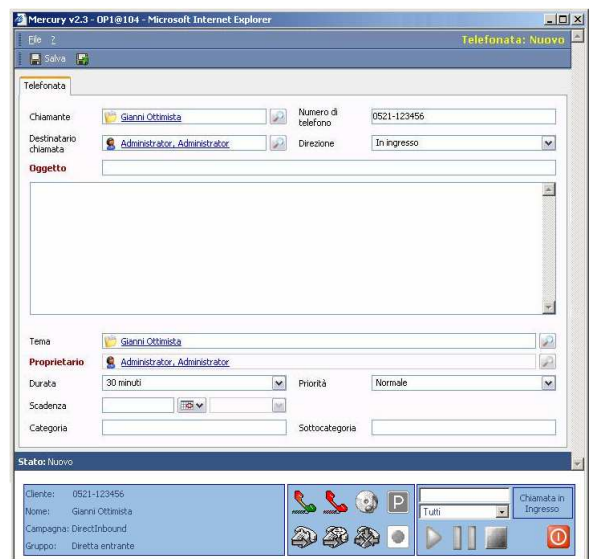 Mercury v2.3 - OP1@104 - Microsoft Internet Explorer
File ?
Telefonata: Nuovo
Salva
Telefonata
Chiamante Gianni Ottimista Numero di telefono 0521-123456
Destinatario chiamata Administrator, Administrator Direzione In ingresso
Oggetto
Tema Gianni Ottimista
Proprietario Administrator, Administrator
Durata 30 minuti Priorità Normale
Scadenza
Categoria Sottocategoria
Stato: Nuovo
Cliente: 0521-123456
Nome: Gianni Ottimista
Campagna: DirectInbound
Gruppo: Diretta entrante
P
Tutti
Chiamata in Ingresso